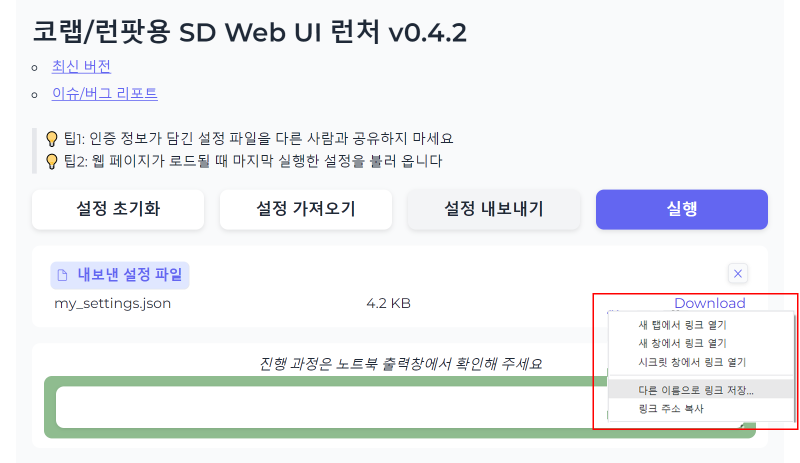 코랩/런팟용 SD Web UI 런처 v0.4.2
최신 버전
이슈/버그 리포트
팁1: 인증 정보가 담긴 설정 파일을 다른 사람과 공유하지 마세요
팁2: 웹 페이지가 로드될 때 마지막 실행한 설정을 불러 옵니다
설정 초기화 설정 가져오기 설정 내보내기 실행
내보낸 설정 파일
my_settings.json 4.2 KB Download
새 탭에서 링크 열기
새 창에서 링크 열기
시크릿 창에서 링크 열기
다른 이름으로 링크 저장...
링크 주소 복사
진행 과정은 노트북 출력창에서 확인해 주세요